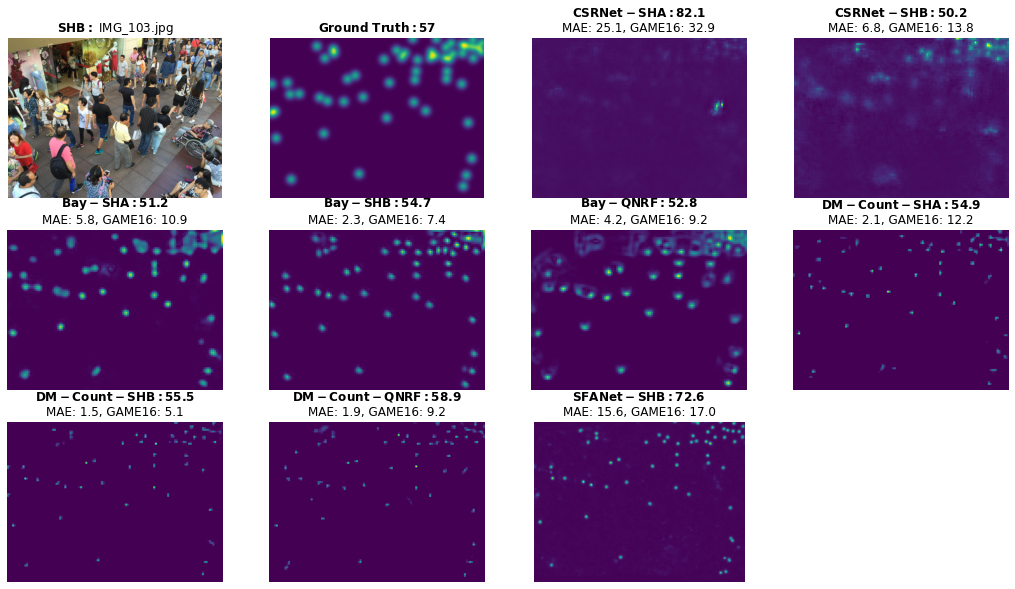 SHB: IMG_103.jpg
Ground Truth: 57
CSRNet-SHA: 82.1
MAE: 25.1, GAME16: 32.9
CSRNet-SHB: 50.2
MAE: 6.8, GAME16: 13.8
Bay-SHA: 51.2
MAE: 5.8, GAME16: 10.9
Bay-SHB: 54.7
MAE: 2.3, GAME16: 7.4
Bay-QNRF: 52.8
MAE: 4.2, GAME16: 9.2
DM-Count-SHA: 54.9
MAE: 2.1, GAME16: 12.2
DM-Count-SHB: 55.5
MAE: 1.5, GAME16: 5.1
DM-Count-QNRF: 58.9
MAE: 1.9, GAME16: 9.2
SFANet-SHB: 72.6
MAE: 15.6, GAME16: 17.0